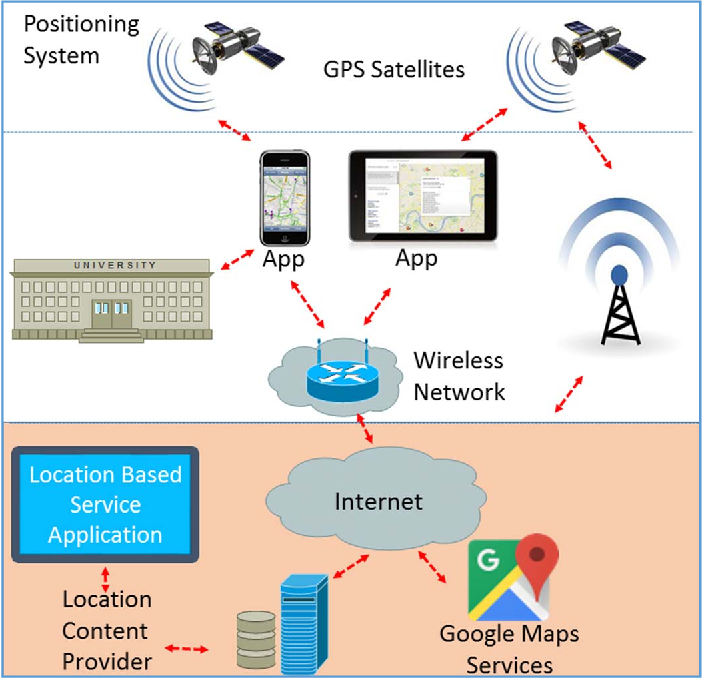 Positioning
System
GPS Satellites
UNIVERSITY
App
App
Wireless
Network
Location Based
Service
Application
Internet
G
Location
Content
Provider
Google Maps
Services